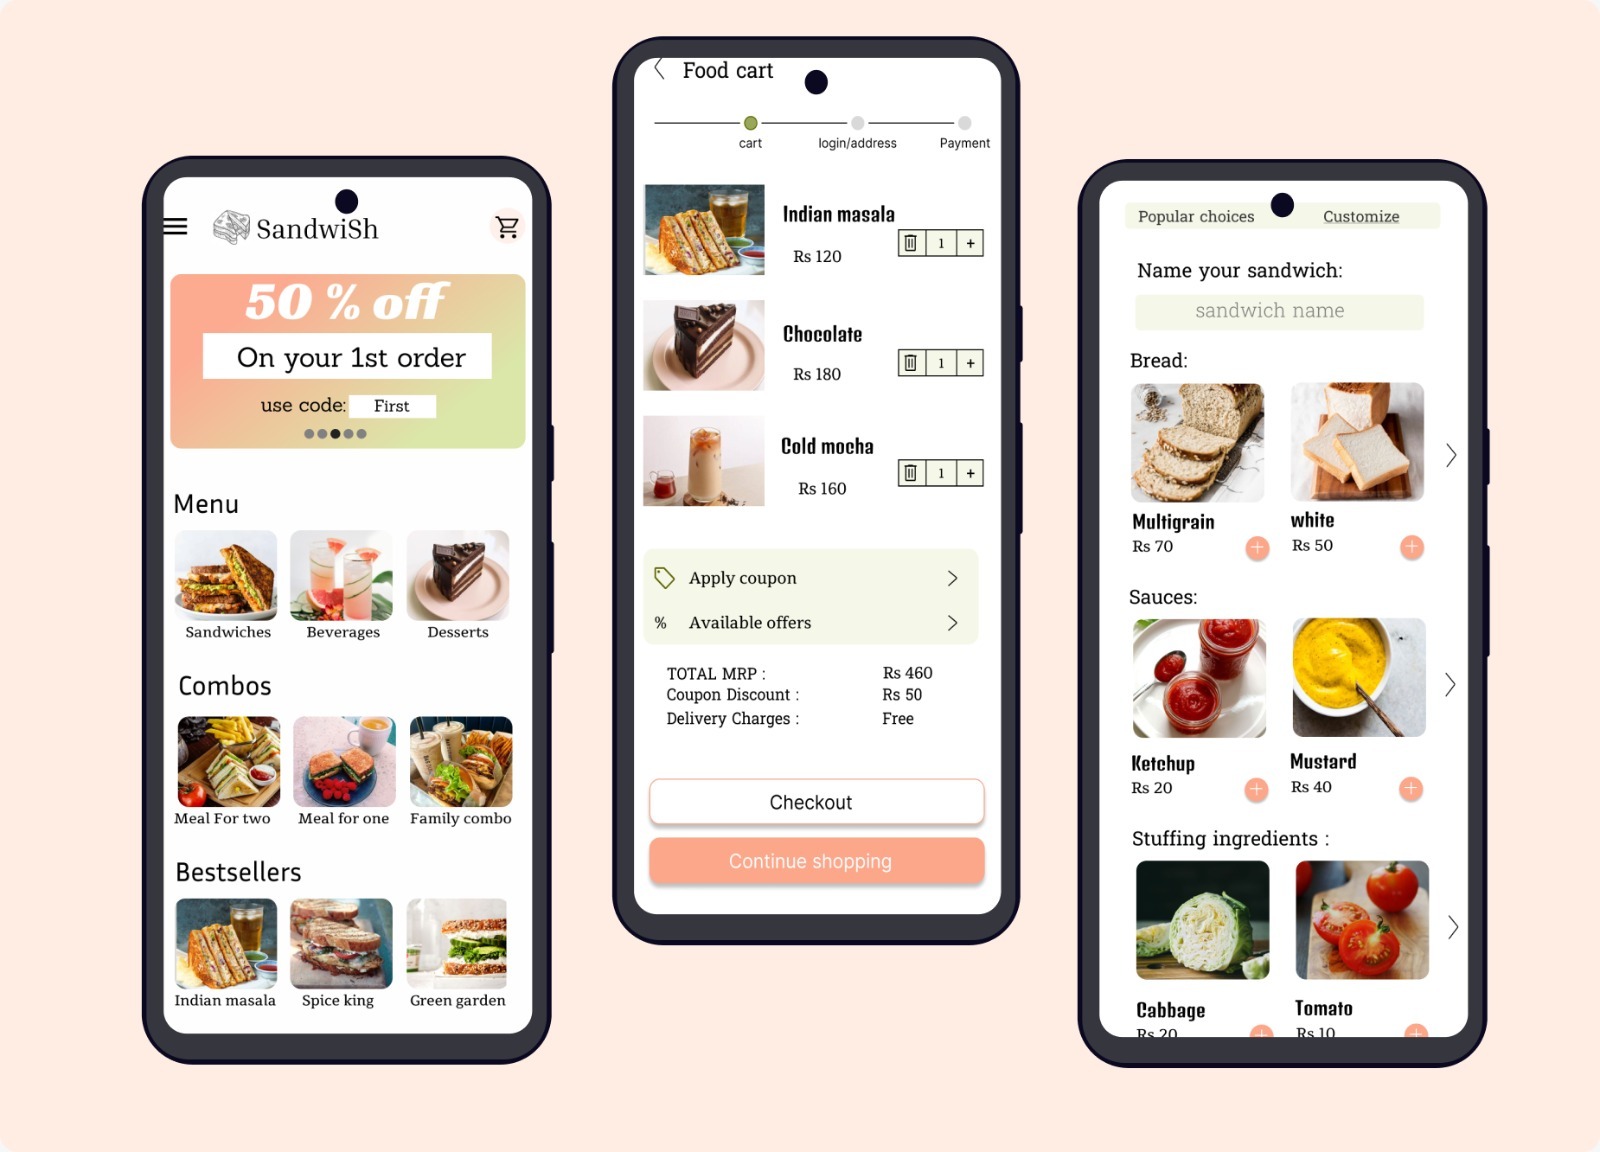 SandwiSh
50 % off
On your 1st order
use code: First
Menu
Sandwiches Beverages Desserts
Combos
Meal For two Meal for one Family combo
Bestsellers
Indian masala Spice king Green garden
Food cart
cart login/address Payment
Indian masala
Rs 120
1 +
Chocolate
Rs 180
1 +
Cold mocha
Rs 160
1 +
Apply coupon
% Available offers
TOTAL MRP : Rs 460
Coupon Discount : Rs 50
Delivery Charges : Free
Checkout
Continue shopping
Popular choices Customize
Name your sandwich:
sandwich name
Bread:
Multigrain white
Rs 70 Rs 50
Sauces:
Ketchup Mustard
Rs 20 Rs 40
Stuffing ingredients :
Cabbage Tomato
Rs 20 Rs 10